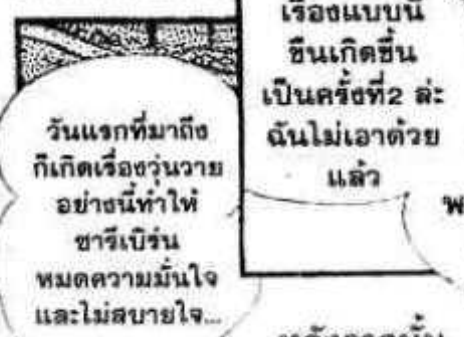 เรื่องแบบนี้
ขืนเกิดขึ้น
เป็นครั้งที่2 ล่ะ
ฉันไม่เอาด้วย
แล้ว
วันแรกที่มาถึง
ก็เกิดเรื่องวุ่นวาย
อย่างนี้ทำให้
ชารีเบิร์น
หมดความมั่นใจ
และไม่สบายใจ...
พ